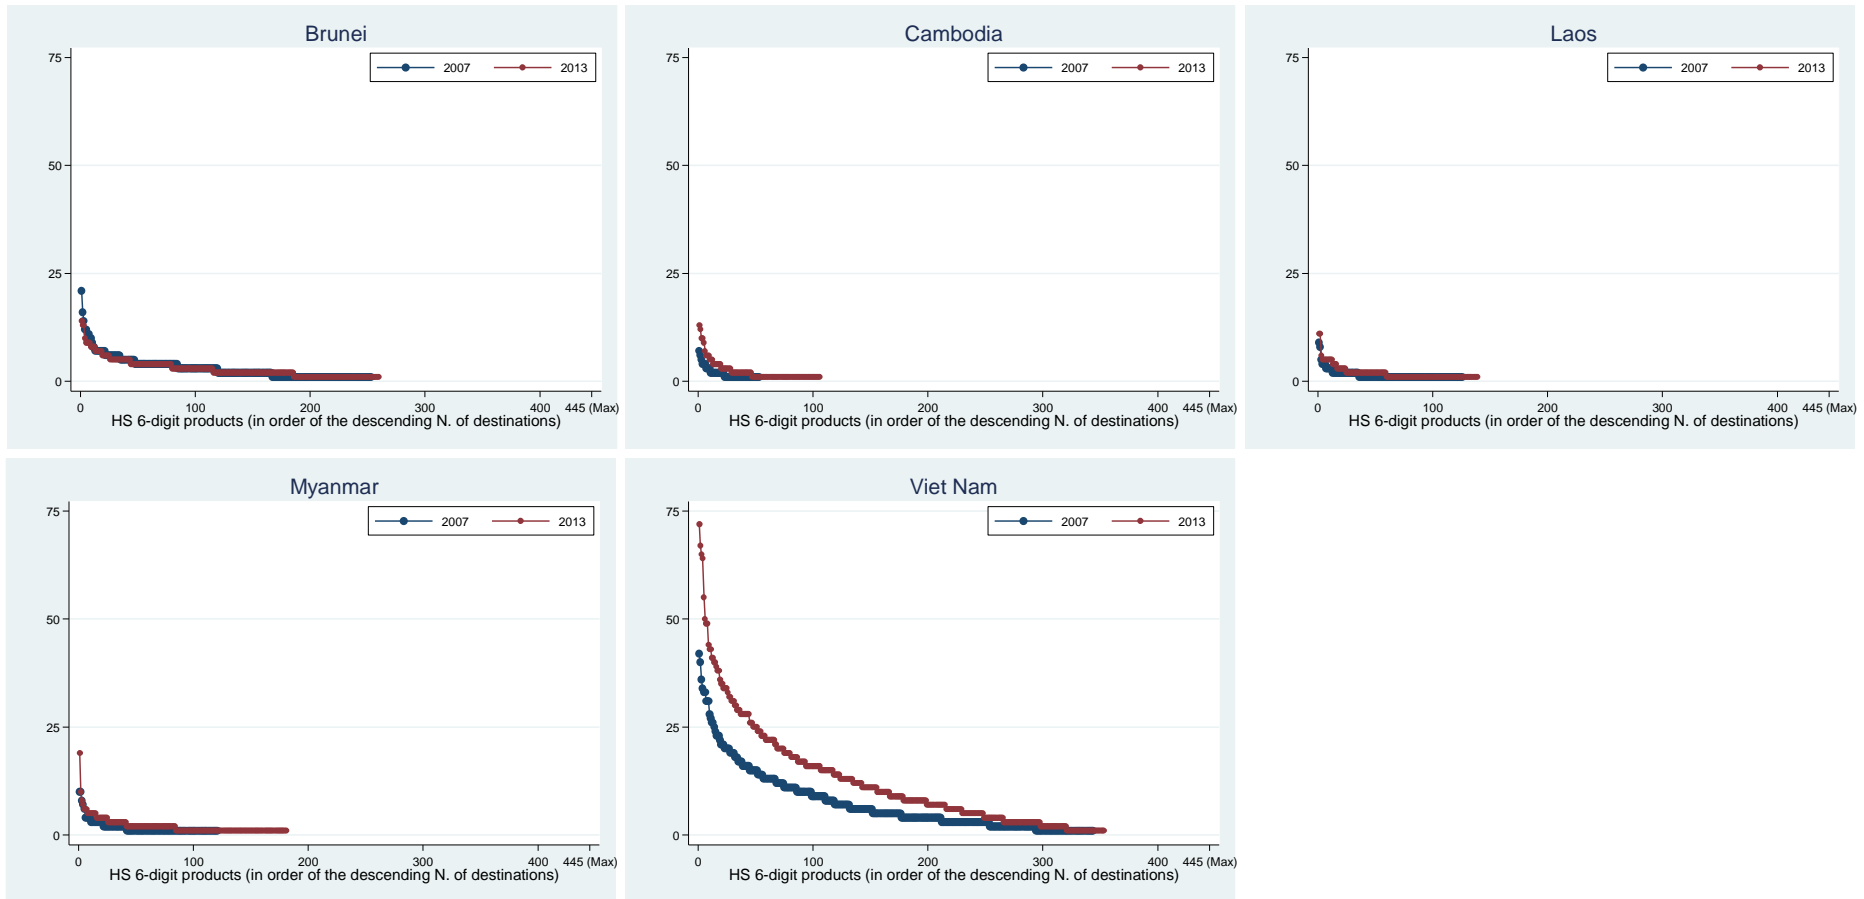 Brunei
2007 2013
75
50
25
0
0 100 200 300 400 445 (Max)
HS 6-digit products (in order of the descending N. of destinations)
Cambodia
2007 2013
75
50
25
0
0 100 200 300 400 445 (Max)
HS 6-digit products (in order of the descending N. of destinations)
Laos
2007 2013
75
50
25
0
0 100 200 300 400 445 (Max)
HS 6-digit products (in order of the descending N. of destinations)
Myanmar
2007 2013
75
50
25
0
0 100 200 300 400 445 (Max)
HS 6-digit products (in order of the descending N. of destinations)
Viet Nam
2007 2013
75
50
25
0
0 100 200 300 400 445 (Max)
HS 6-digit products (in order of the descending N. of destinations)